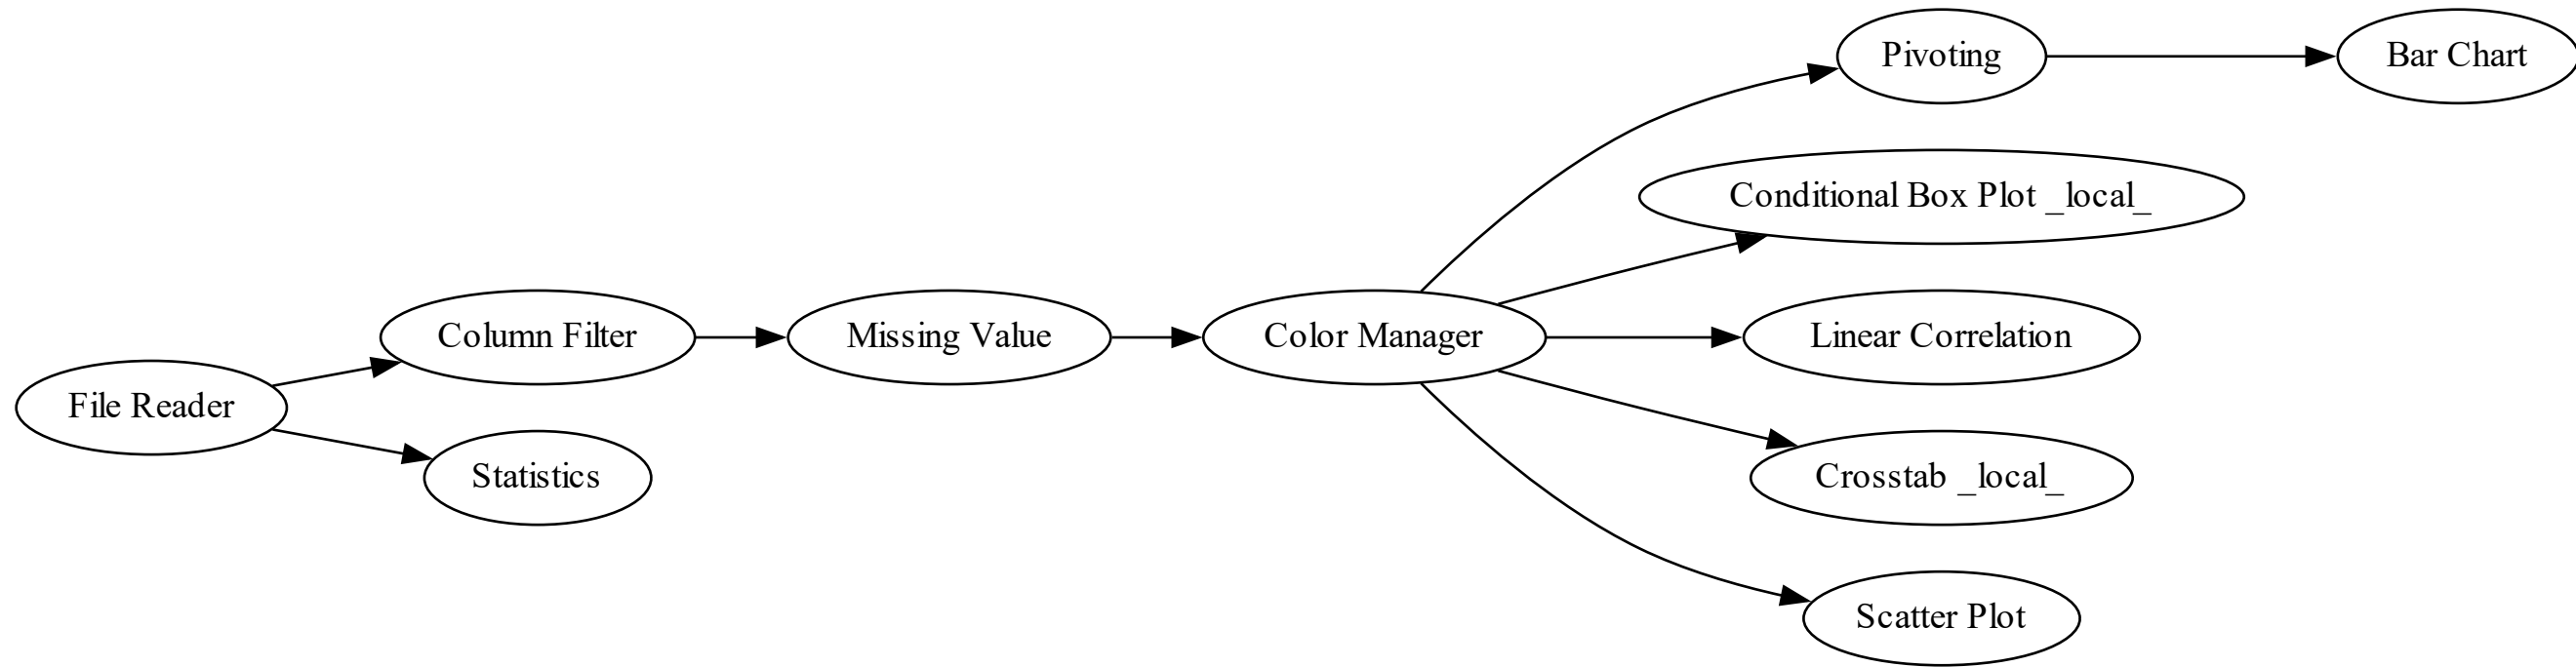 Pivoting
Bar Chart
Conditional Box Plot _local_
Column Filter
Missing Value
Color Manager
Linear Correlation
File Reader
Statistics
Crosstab _local_
Scatter Plot